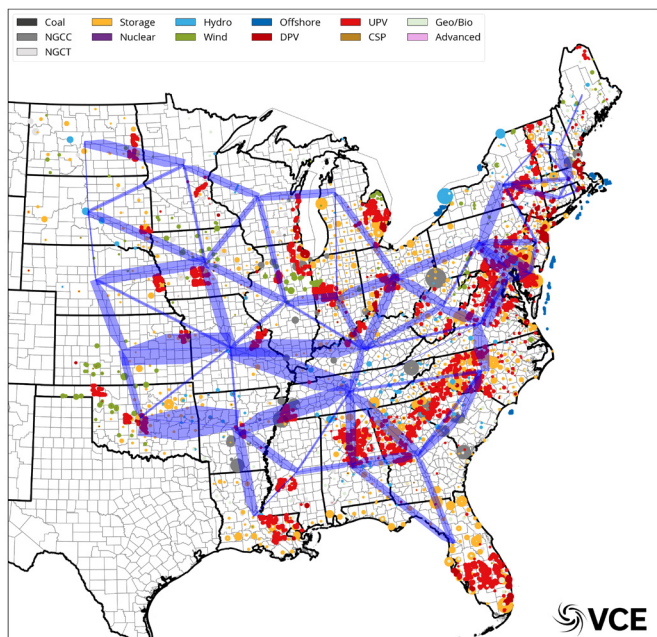 Coal Storage Hydro Offshore UPV Geo/Bio
NGCC Nuclear Wind DPV CSP Advanced
NGCT
VCE